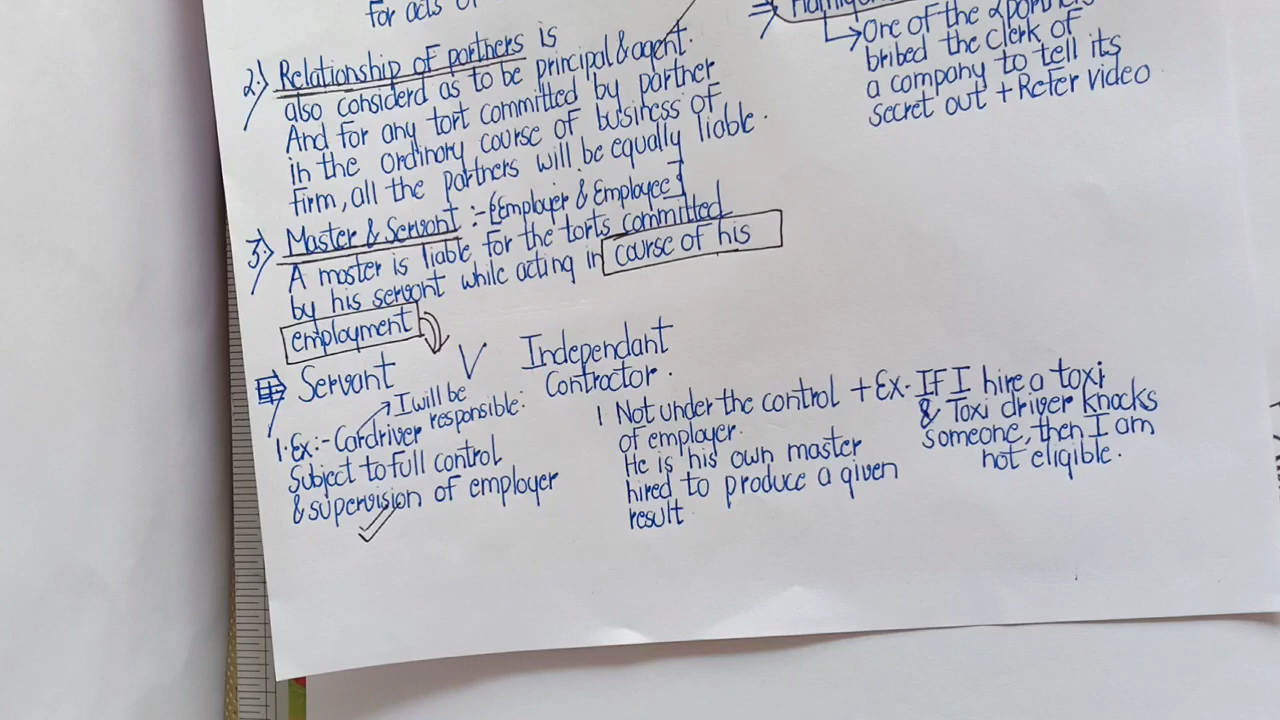 for acts of
2.) Relationship of partners is
also considerd as to be principal & agent.
And for any tort committed by partner
in the ordinary course of business of
firm, all the partners will be equally liable.
3.) Master & Servant :- [Employer & Employee]
A master is liable for the torts committed
by his servant while acting in course of his
employment
⇒ One of the 2 partners
bribed the clerk of
a company to tell its
secret out + Refer video
Servant V Independant
Contractor.
I will be
responsible:
1. Ex:- Car driver
Subject to full control
& supervision of employer
1 Not under the control
of employer.
He is his own master
hired to produce a given
result
+ Ex- If I hire a taxi
& Taxi driver knocks
someone, then I am
not eligible.